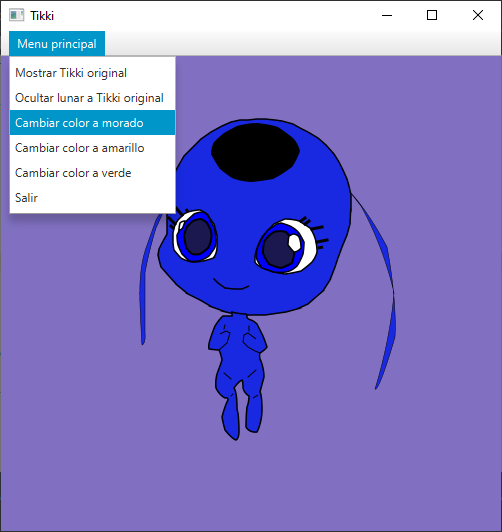 Tikki
Menu principal
Mostrar Tikki original
Ocultar lunar a Tikki original
Cambiar color a morado
Cambiar color a amarillo
Cambiar color a verde
Salir